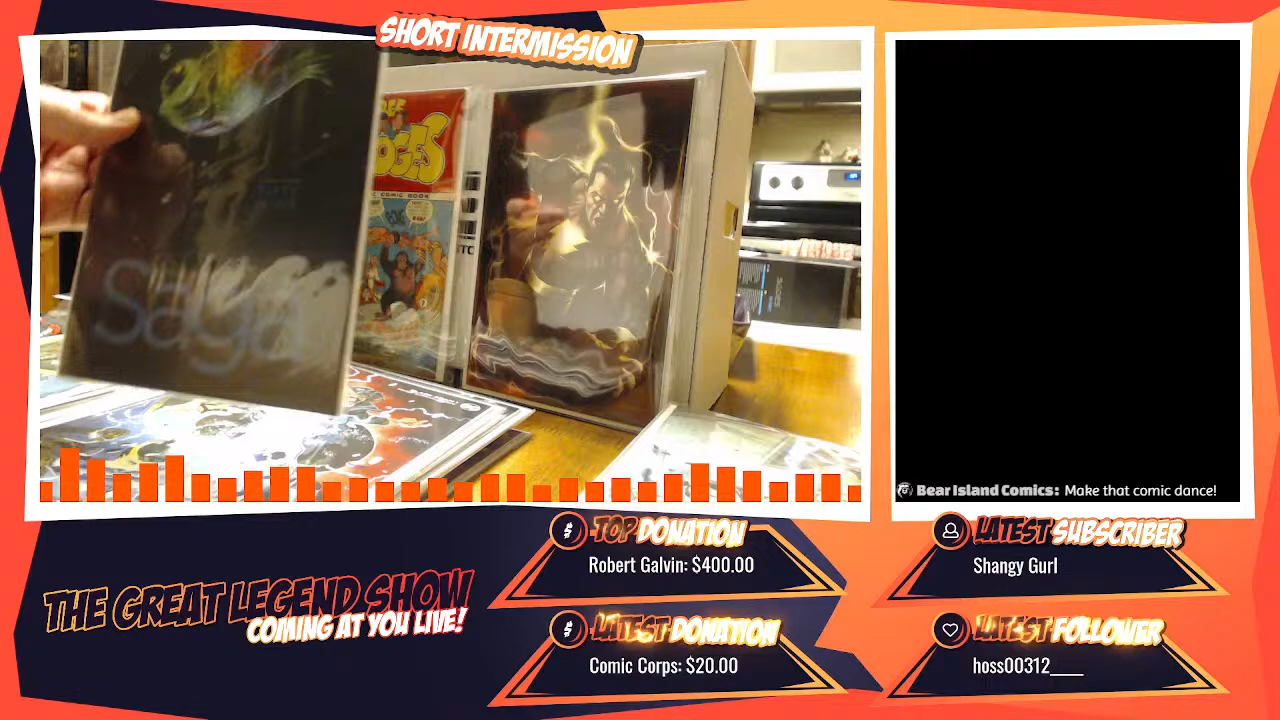 SHORT INTERMISSION
Saga
Bear Island Comics: Make that comic dance!
TOP DONATION
Robert Galvin: $400.00
LATEST SUBSCRIBER
Shangy Gurl
THE GREAT LEGEND SHOW
COMING AT YOU LIVE!
LATEST DONATION
Comic Corps: $20.00
LATEST FOLLOWER
hoss00312____